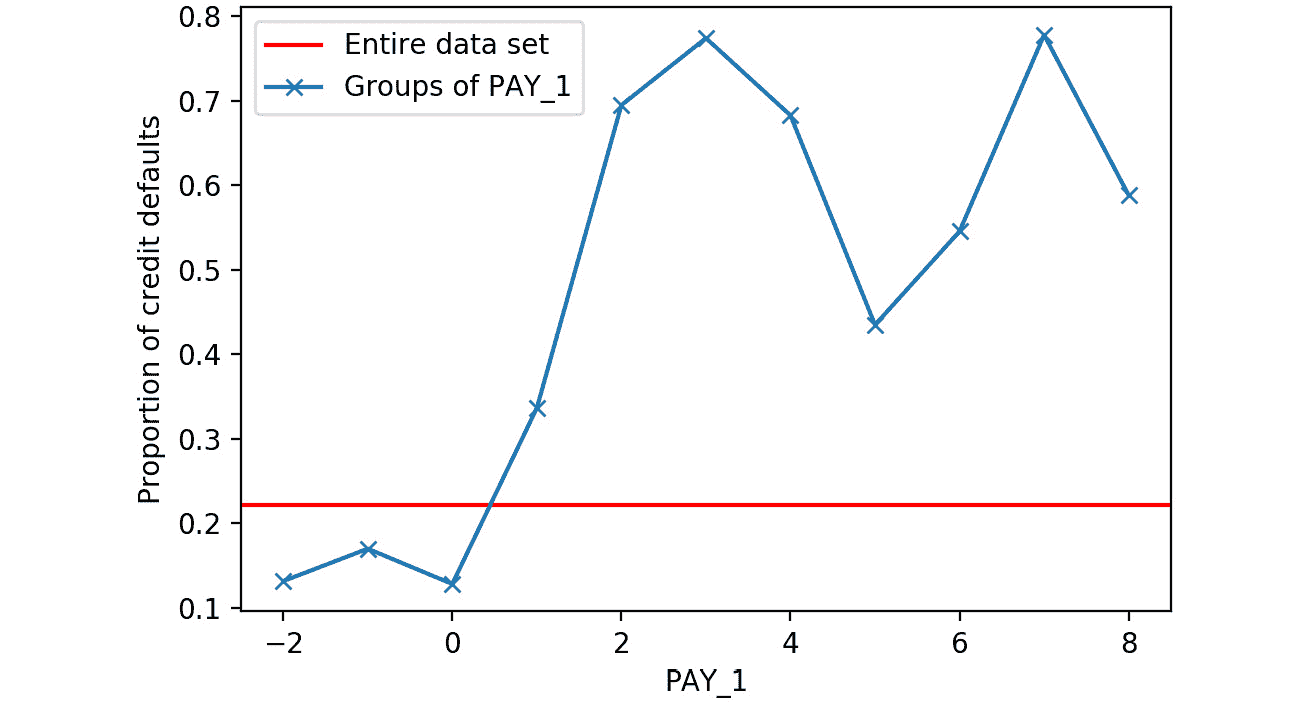 Entire data set
Groups of PAY_1
Proportion of credit defaults
0.8
0.7
0.6
0.5
0.4
0.3
0.2
0.1
−2 0 2 4 6 8
PAY_1